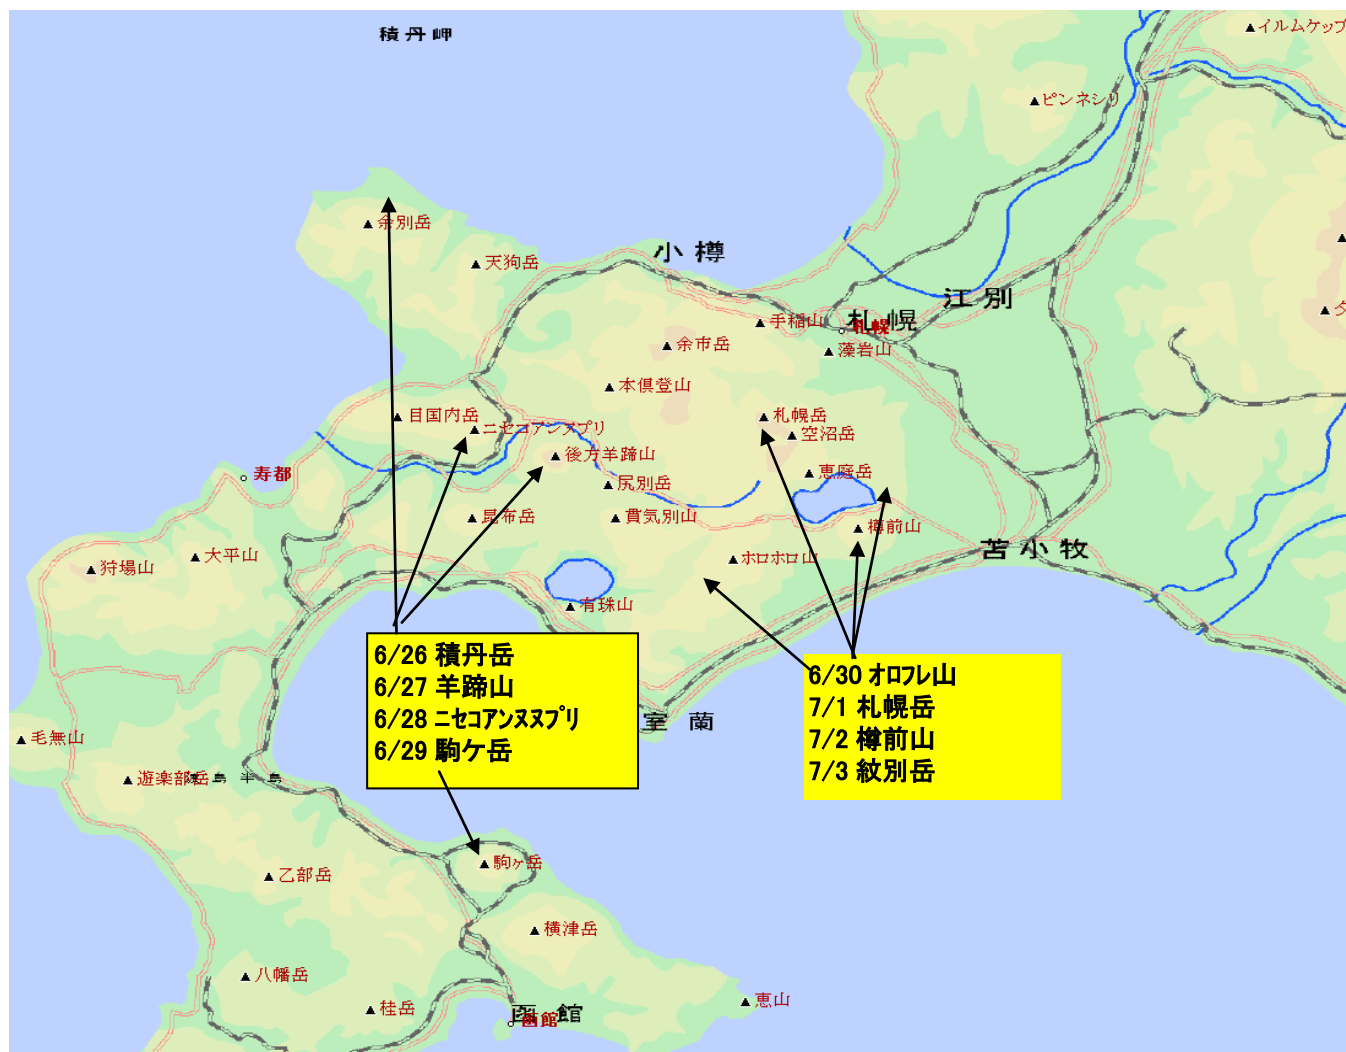 積丹岬
イルムケップ
ピンネシリ
余別岳
天狗岳
小樽
江別
手稲山
札幌
札幌
余市岳
藻岩山
本倶登山
目国内岳
ニセコアンヌプリ
札幌岳
空沼岳
後方羊蹄山
寿都
尻別岳
恵庭岳
昆布岳
貫気別山
樽前山
苫小牧
狩場山
大平山
ホロホロ山
有珠山
6/26 積丹岳
6/27 羊蹄山
6/28 ニセコアンヌヌプリ
6/29 駒ケ岳
6/30 オロフレ山
7/1 札幌岳
7/2 樽前山
7/3 紋別岳
室蘭
毛無山
遊楽部岳
島半島
駒ヶ岳
乙部岳
横津岳
八幡岳
桂岳
恵山
函館
函館